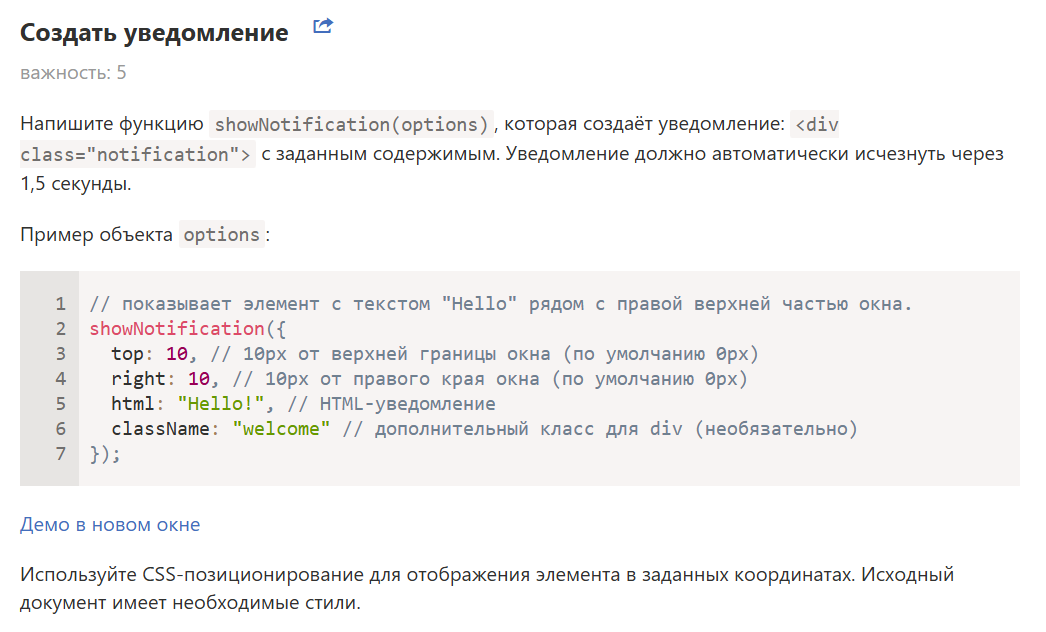 Создать уведомление
важность: 5
Напишите функцию showNotification(options), которая создаёт уведомление: <div
class="notification"> с заданным содержимым. Уведомление должно автоматически исчезнуть через
1,5 секунды.
Пример объекта options:
1 // показывает элемент с текстом "Hello" рядом с правой верхней частью окна.
2 showNotification({
3   top: 10, // 10px от верхней границы окна (по умолчанию 0px)
4   right: 10, // 10px от правого края окна (по умолчанию 0px)
5   html: "Hello!", // HTML-уведомление
6   className: "welcome" // дополнительный класс для div (необязательно)
7 });
Демо в новом окне
Используйте CSS-позиционирование для отображения элемента в заданных координатах. Исходный
документ имеет необходимые стили.